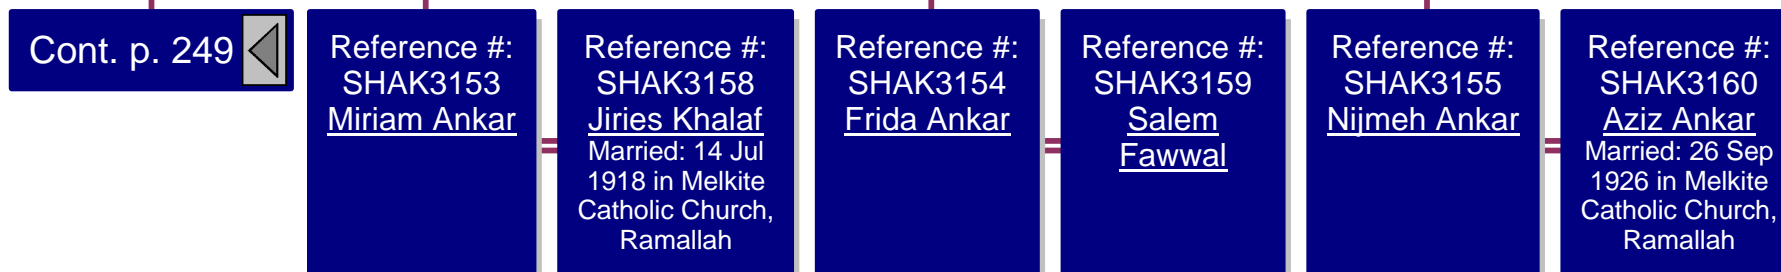 Cont. p. 249
Reference #:
SHAK3153
Miriam Ankar
Reference #:
SHAK3158
Jiries Khalaf
Married: 14 Jul
1918 in Melkite
Catholic Church,
Ramallah
Reference #:
SHAK3154
Frida Ankar
Reference #:
SHAK3159
Salem
Fawwal
Reference #:
SHAK3155
Nijmeh Ankar
Reference #:
SHAK3160
Aziz Ankar
Married: 26 Sep
1926 in Melkite
Catholic Church,
Ramallah